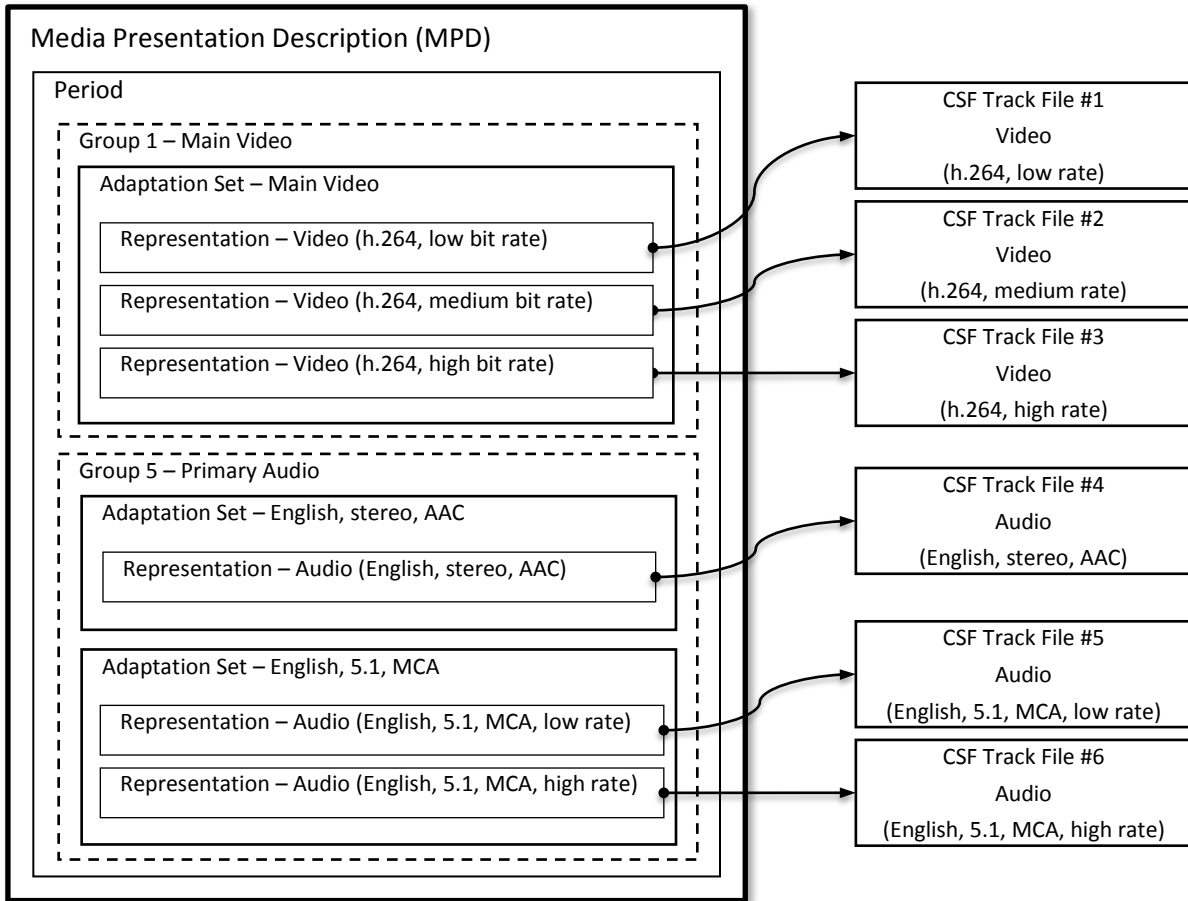 Media Presentation Description (MPD)
Period
Group 1 – Main Video
Adaptation Set – Main Video
Representation – Video (h.264, low bit rate)
Representation – Video (h.264, medium bit rate)
Representation – Video (h.264, high bit rate)
Group 5 – Primary Audio
Adaptation Set – English, stereo, AAC
Representation – Audio (English, stereo, AAC)
Adaptation Set – English, 5.1, MCA
Representation – Audio (English, 5.1, MCA, low rate)
Representation – Audio (English, 5.1, MCA, high rate)
CSF Track File #1
Video
(h.264, low rate)
CSF Track File #2
Video
(h.264, medium rate)
CSF Track File #3
Video
(h.264, high rate)
CSF Track File #4
Audio
(English, stereo, AAC)
CSF Track File #5
Audio
(English, 5.1, MCA, low rate)
CSF Track File #6
Audio
(English, 5.1, MCA, high rate)